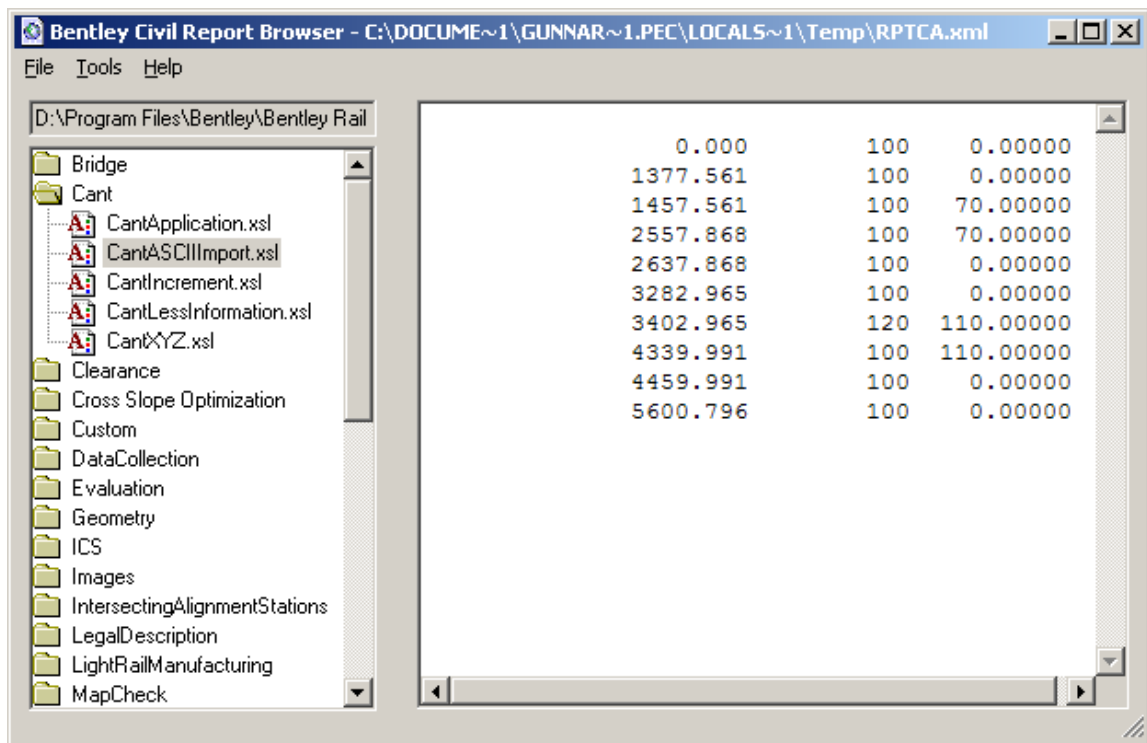 Bentley Civil Report Browser - C:\DOCUME~1\GUNNAR~1.PEC\LOCALS~1\Temp\RPTCA.xml
File Tools Help
D:\Program Files\Bentley\Bentley Rail
Bridge
Cant
CantApplication.xsl
CantASCIIImport.xsl
CantIncrement.xsl
CantLessInformation.xsl
CantXYZ.xsl
Clearance
Cross Slope Optimization
Custom
DataCollection
Evaluation
Geometry
ICS
Images
IntersectingAlignmentStations
LegalDescription
LightRailManufacturing
MapCheck
0.000 100 0.00000
1377.561 100 0.00000
1457.561 100 70.00000
2557.868 100 70.00000
2637.868 100 0.00000
3282.965 100 0.00000
3402.965 120 110.00000
4339.991 100 110.00000
4459.991 100 0.00000
5600.796 100 0.00000